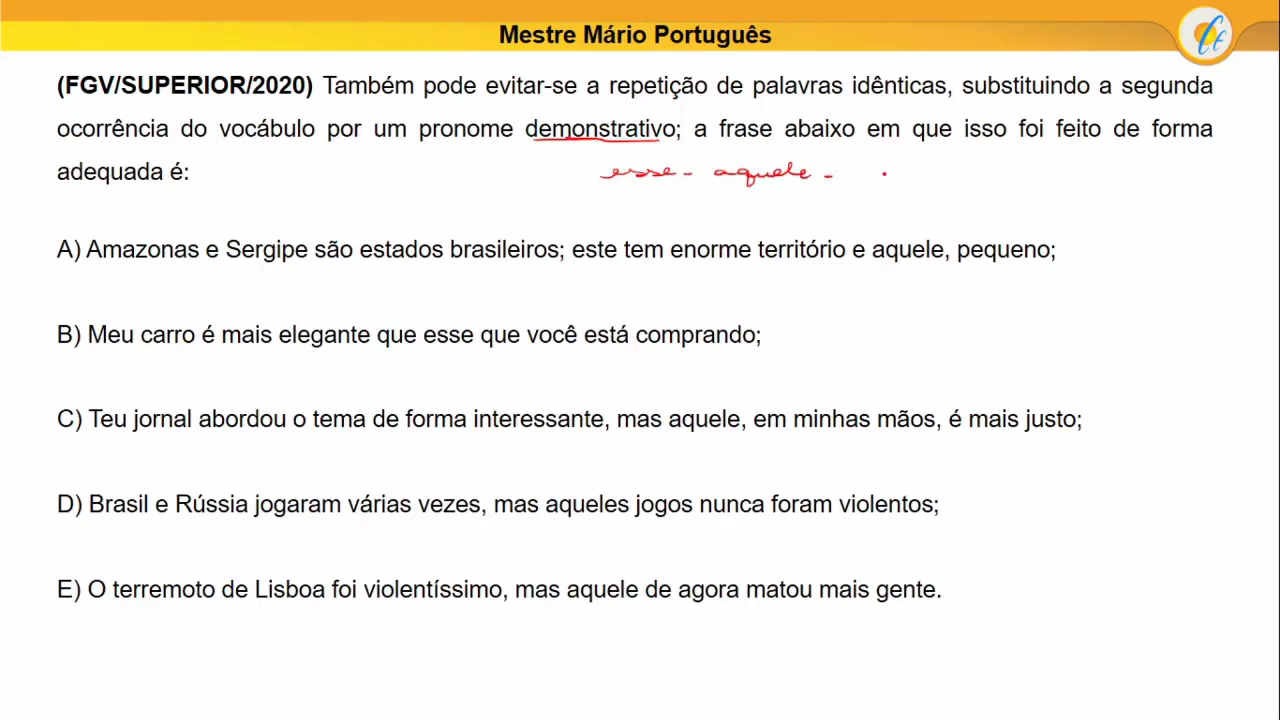 Mestre Mário Português
(FGV/SUPERIOR/2020) Também pode evitar-se a repetição de palavras idênticas, substituindo a segunda
ocorrência do vocábulo por um pronome demonstrativo; a frase abaixo em que isso foi feito de forma
adequada é:
esse - aquele - .
A) Amazonas e Sergipe são estados brasileiros; este tem enorme território e aquele, pequeno;
B) Meu carro é mais elegante que esse que você está comprando;
C) Teu jornal abordou o tema de forma interessante, mas aquele, em minhas mãos, é mais justo;
D) Brasil e Rússia jogaram várias vezes, mas aqueles jogos nunca foram violentos;
E) O terremoto de Lisboa foi violentíssimo, mas aquele de agora matou mais gente.